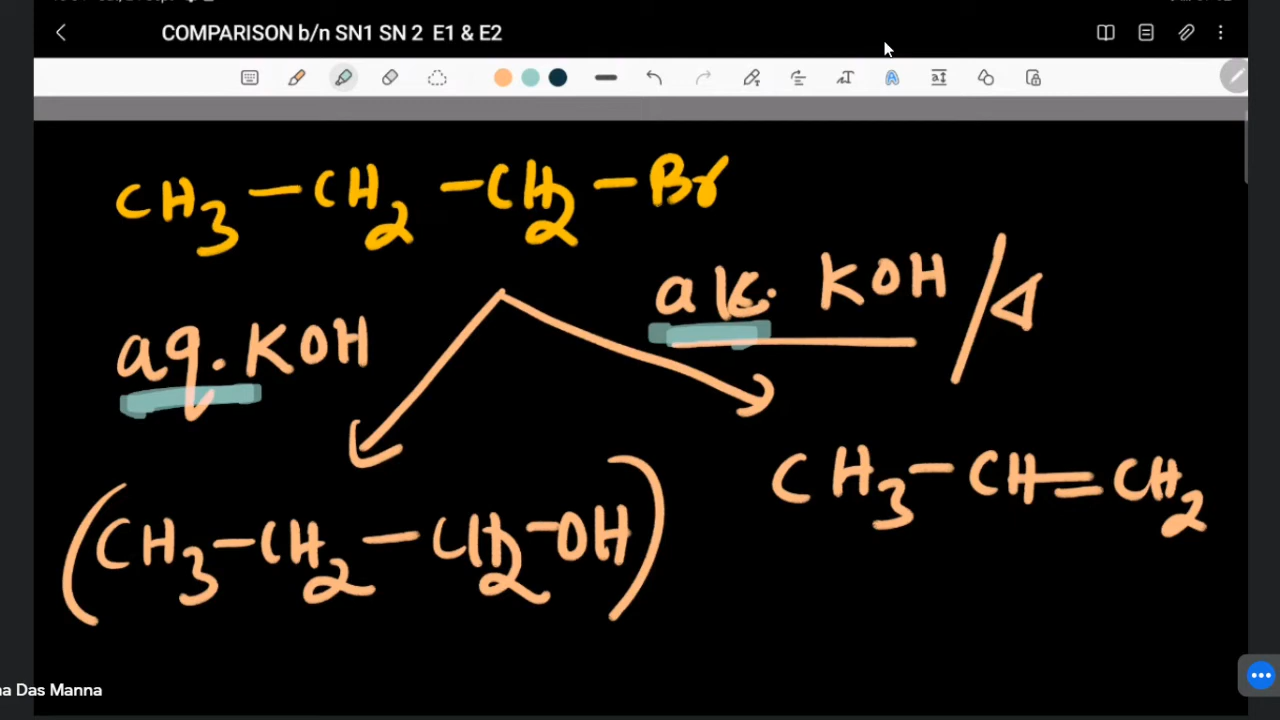 COMPARISON b/n SN1 SN 2 E1 & E2
CH3 — CH2 — CH2 — Br
alc. KOH / Δ
aq. KOH
CH3 — CH = CH2
(CH3 — CH2 — CH2 — OH)
Das Manna